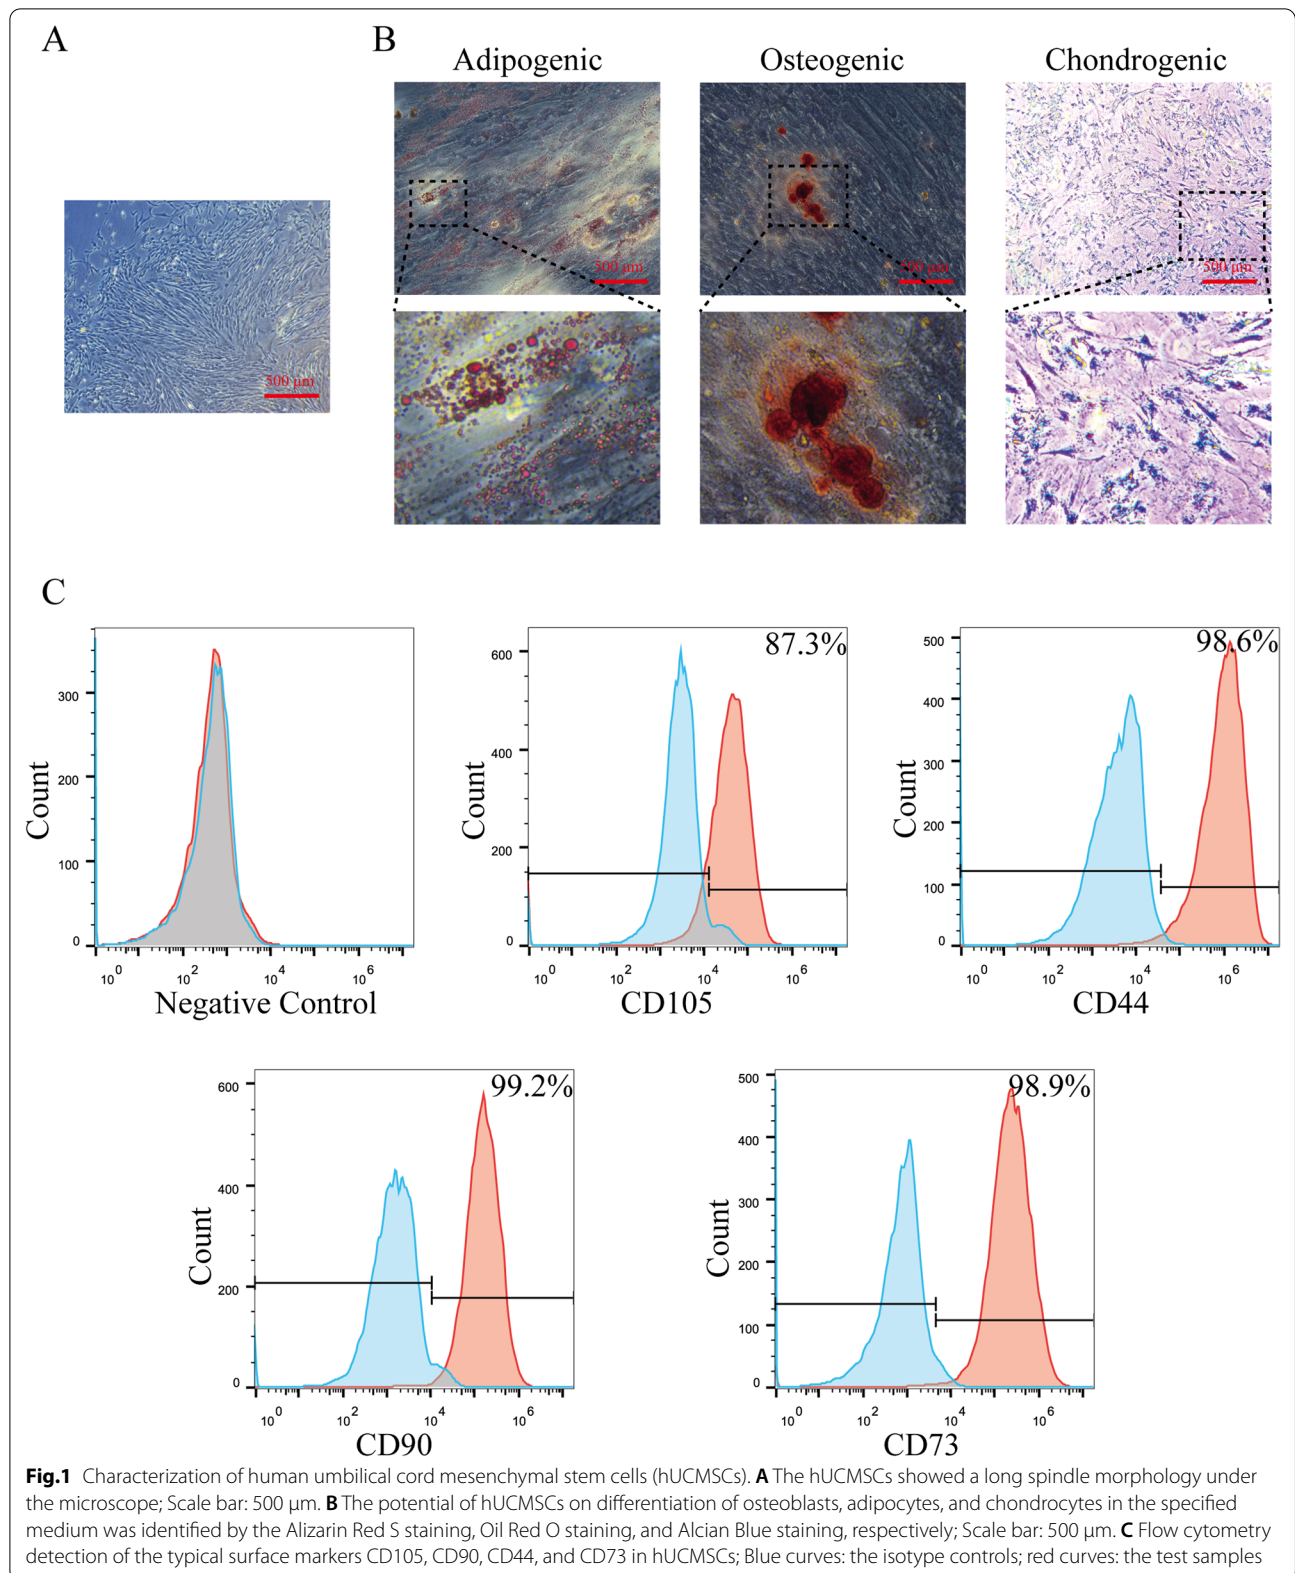 A
B
Adipogenic
Osteogenic
Chondrogenic
500 μm
500 μm
500 μm
500 μm
C
87.3%
98.6%
Count
300
200
100
0
10^0
10^2
10^4
10^6
Negative Control
Count
600
400
200
0
10^0
10^2
10^4
10^6
CD105
Count
500
400
300
200
100
0
10^0
10^2
10^4
10^6
CD44
99.2%
98.9%
Count
600
400
200
0
10^0
10^2
10^4
10^6
CD90
Count
500
400
300
200
100
0
10^0
10^2
10^4
10^6
CD73
Fig.1 Characterization of human umbilical cord mesenchymal stem cells (hUCMSCs). A The hUCMSCs showed a long spindle morphology under
the microscope; Scale bar: 500 μm. B The potential of hUCMSCs on differentiation of osteoblasts, adipocytes, and chondrocytes in the specified
medium was identified by the Alizarin Red S staining, Oil Red O staining, and Alcian Blue staining, respectively; Scale bar: 500 μm. C Flow cytometry
detection of the typical surface markers CD105, CD90, CD44, and CD73 in hUCMSCs; Blue curves: the isotype controls; red curves: the test samples